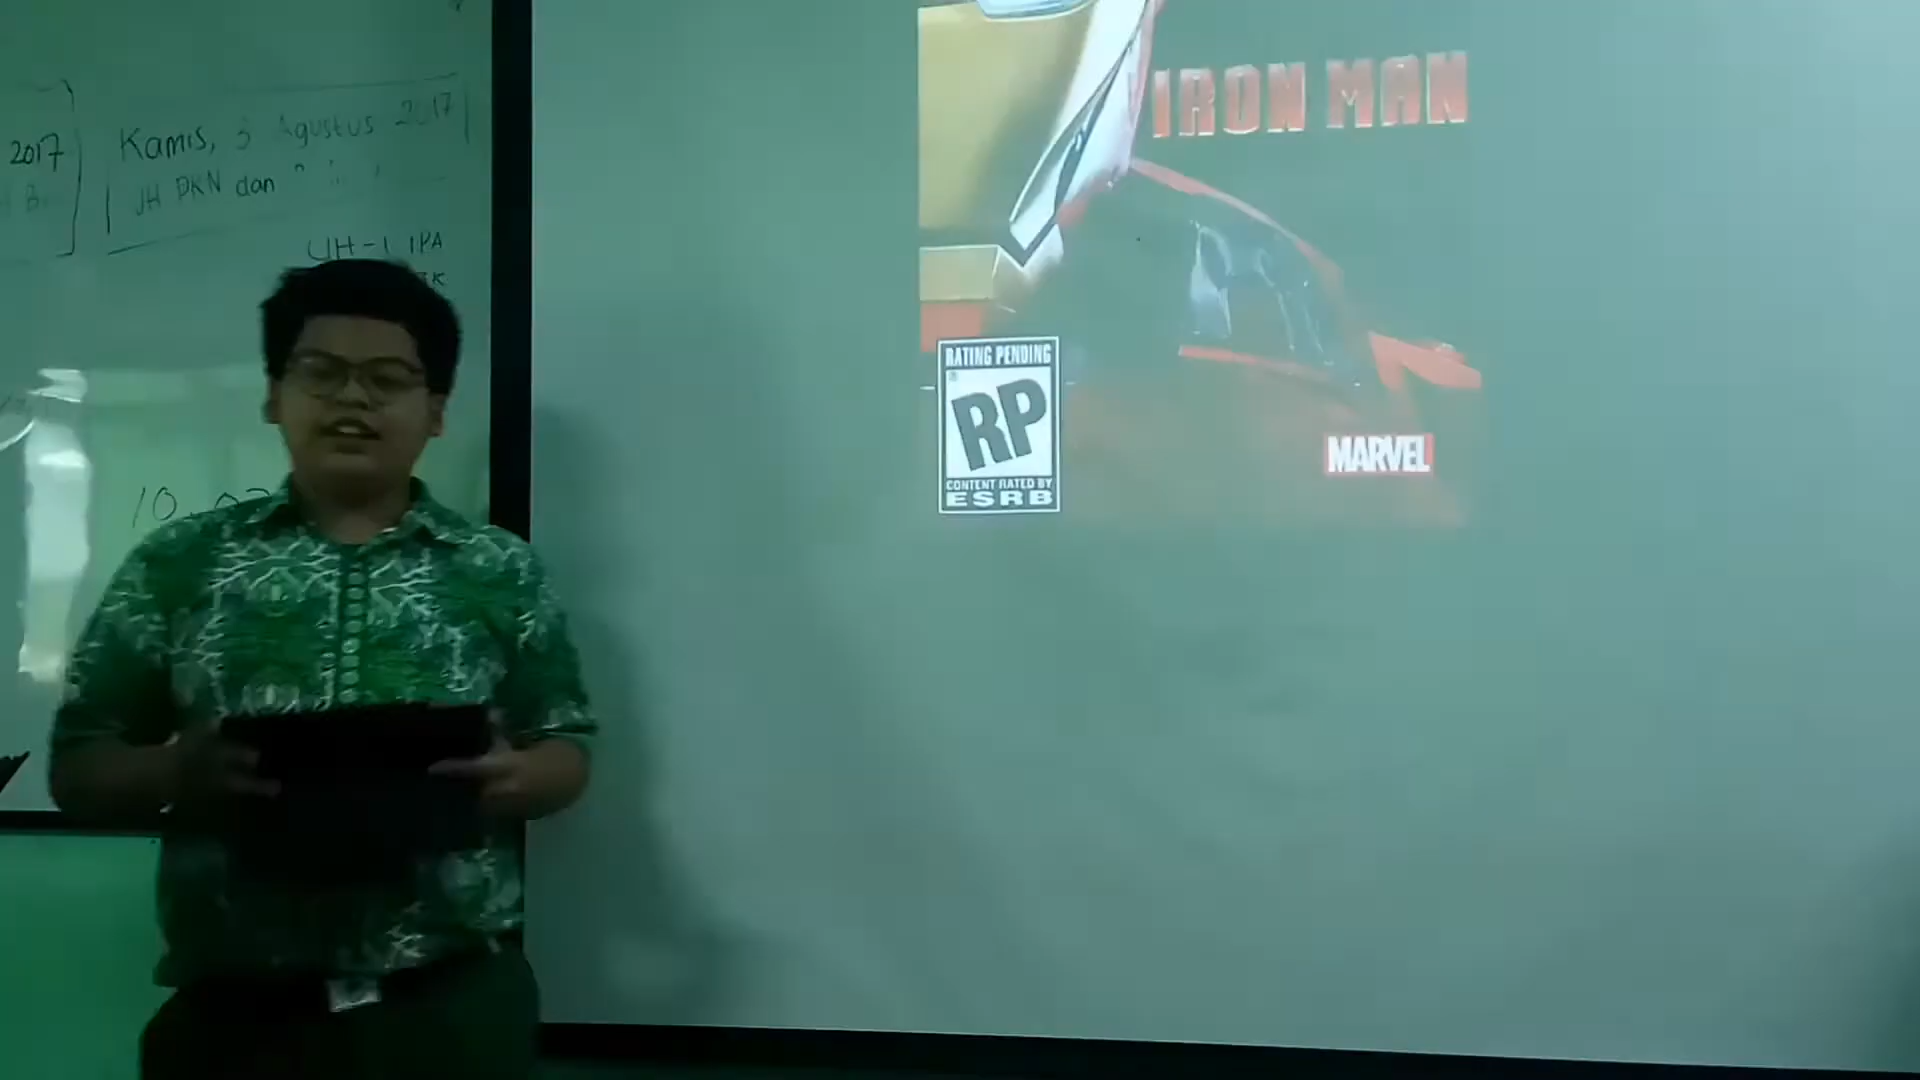 2017
Kamis, 3 Agustus 2017
UH PKN dan
UH-1 IPA
IRON MAN
RATING PENDING
RP
CONTENT RATED BY
ESRB
MARVEL